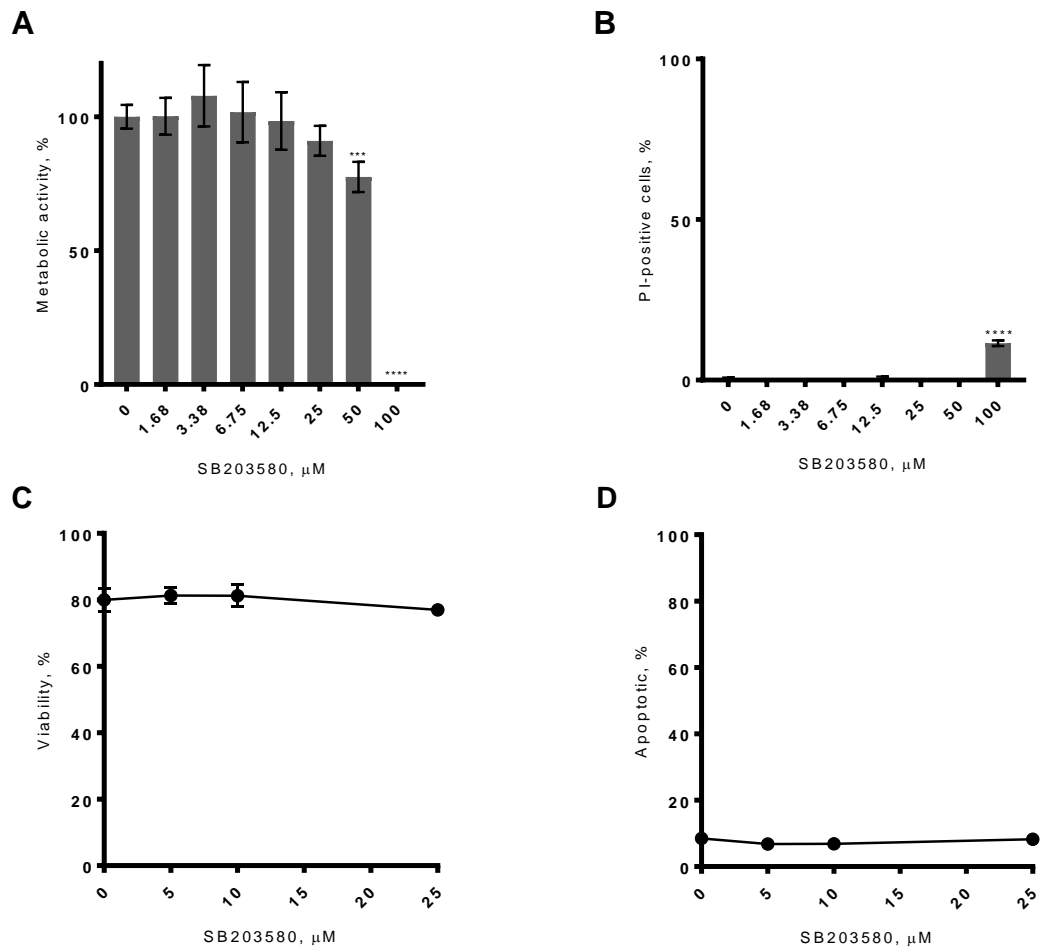 A
Metabolic activity, %
100
50
0
***
****
0 1.68 3.38 6.75 12.5 25 50 100
SB203580, μM
B
PI-positive cells, %
100
50
0
****
0 1.68 3.38 6.75 12.5 25 50 100
SB203580, μM
C
Viability, %
100
80
60
40
20
0
0 5 10 15 20 25
SB203580, μM
D
Apoptotic, %
100
80
60
40
20
0
0 5 10 15 20 25
SB203580, μM